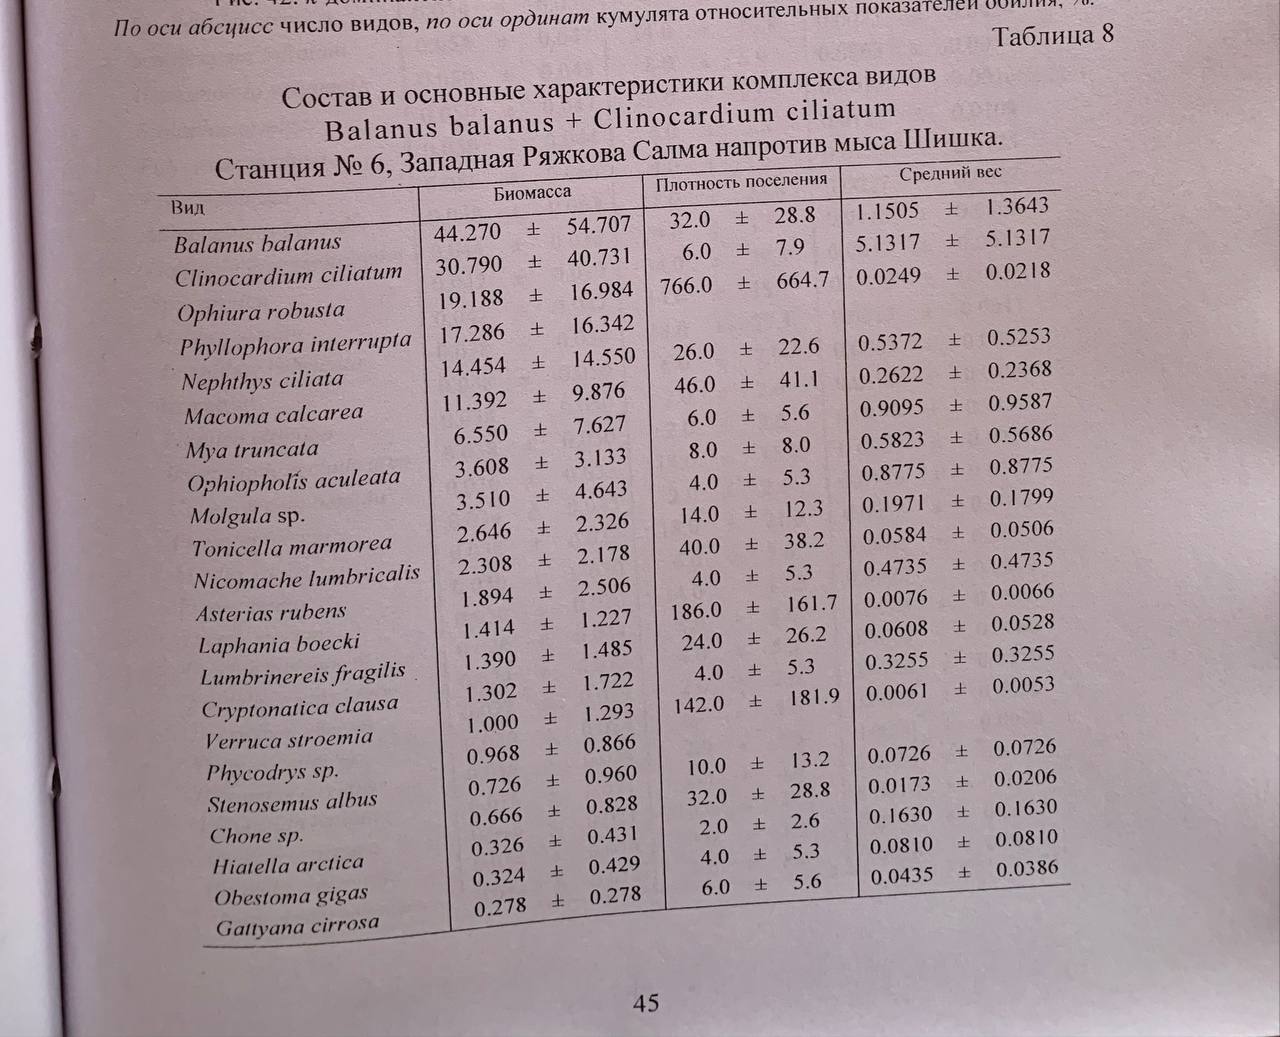 По оси абсцисс число видов, по оси ординат кумулята относительных показателей обилия, %.
Таблица 8
Состав и основные характеристики комплекса видов
Balanus balanus + Clinocardium ciliatum
Станция № 6, Западная Ряжкова Салма напротив мыса Шишка.
Вид Биомасса Плотность поселения Средний вес
Balanus balanus 44.270 ± 54.707 32.0 ± 28.8 1.1505 ± 1.3643
Clinocardium ciliatum 30.790 ± 40.731 6.0 ± 7.9 5.1317 ± 5.1317
Ophiura robusta 19.188 ± 16.984 766.0 ± 664.7 0.0249 ± 0.0218
Phyllophora interrupta 17.286 ± 16.342
Nephthys ciliata 14.454 ± 14.550 26.0 ± 22.6 0.5372 ± 0.5253
Macoma calcarea 11.392 ± 9.876 46.0 ± 41.1 0.2622 ± 0.2368
Mya truncata 6.550 ± 7.627 6.0 ± 5.6 0.9095 ± 0.9587
Ophiopholis aculeata 3.608 ± 3.133 8.0 ± 8.0 0.5823 ± 0.5686
Molgula sp. 3.510 ± 4.643 4.0 ± 5.3 0.8775 ± 0.8775
Tonicella marmorea 2.646 ± 2.326 14.0 ± 12.3 0.1971 ± 0.1799
Nicomache lumbricalis 2.308 ± 2.178 40.0 ± 38.2 0.0584 ± 0.0506
Asterias rubens 1.894 ± 2.506 4.0 ± 5.3 0.4735 ± 0.4735
Laphania boecki 1.414 ± 1.227 186.0 ± 161.7 0.0076 ± 0.0066
Lumbrinereis fragilis 1.390 ± 1.485 24.0 ± 26.2 0.0608 ± 0.0528
Cryptonatica clausa 1.302 ± 1.722 4.0 ± 5.3 0.3255 ± 0.3255
Verruca stroemia 1.000 ± 1.293 142.0 ± 181.9 0.0061 ± 0.0053
Phycodrys sp. 0.968 ± 0.866
Stenosemus albus 0.726 ± 0.960 10.0 ± 13.2 0.0726 ± 0.0726
Chone sp. 0.666 ± 0.828 32.0 ± 28.8 0.0173 ± 0.0206
Hiatella arctica 0.326 ± 0.431 2.0 ± 2.6 0.1630 ± 0.1630
Obestoma gigas 0.324 ± 0.429 4.0 ± 5.3 0.0810 ± 0.0810
Gattyana cirrosa 0.278 ± 0.278 6.0 ± 5.6 0.0435 ± 0.0386
45